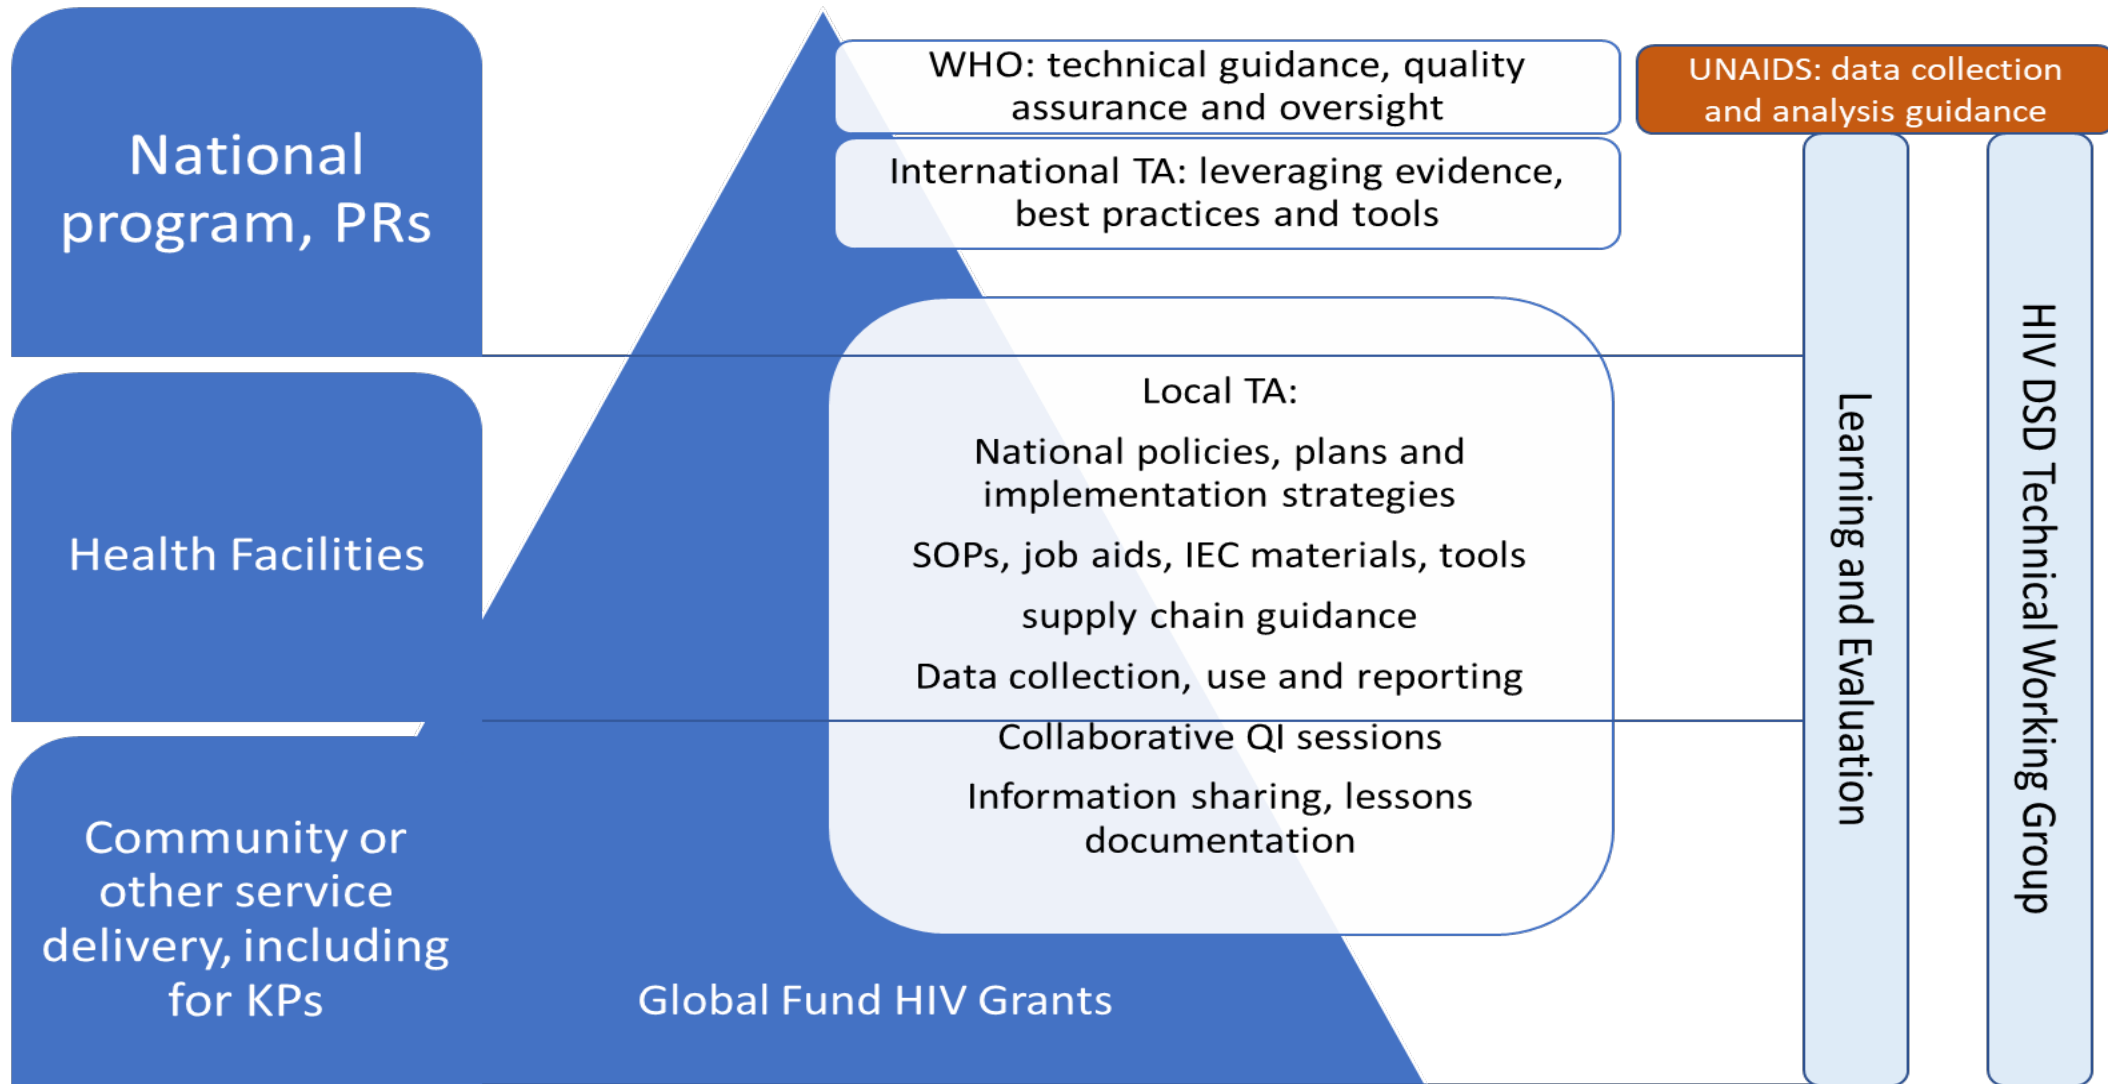 National
program, PRs
WHO: technical guidance, quality
assurance and oversight
UNAIDS: data collection
and analysis guidance
International TA: leveraging evidence,
best practices and tools
Health Facilities
Local TA:
National policies, plans and
implementation strategies
SOPs, job aids, IEC materials, tools
supply chain guidance
Data collection, use and reporting
Collaborative QI sessions
Information sharing, lessons
documentation
Learning and Evaluation
HIV DSD Technical Working Group
Community or
other service
delivery, including
for KPs
Global Fund HIV Grants